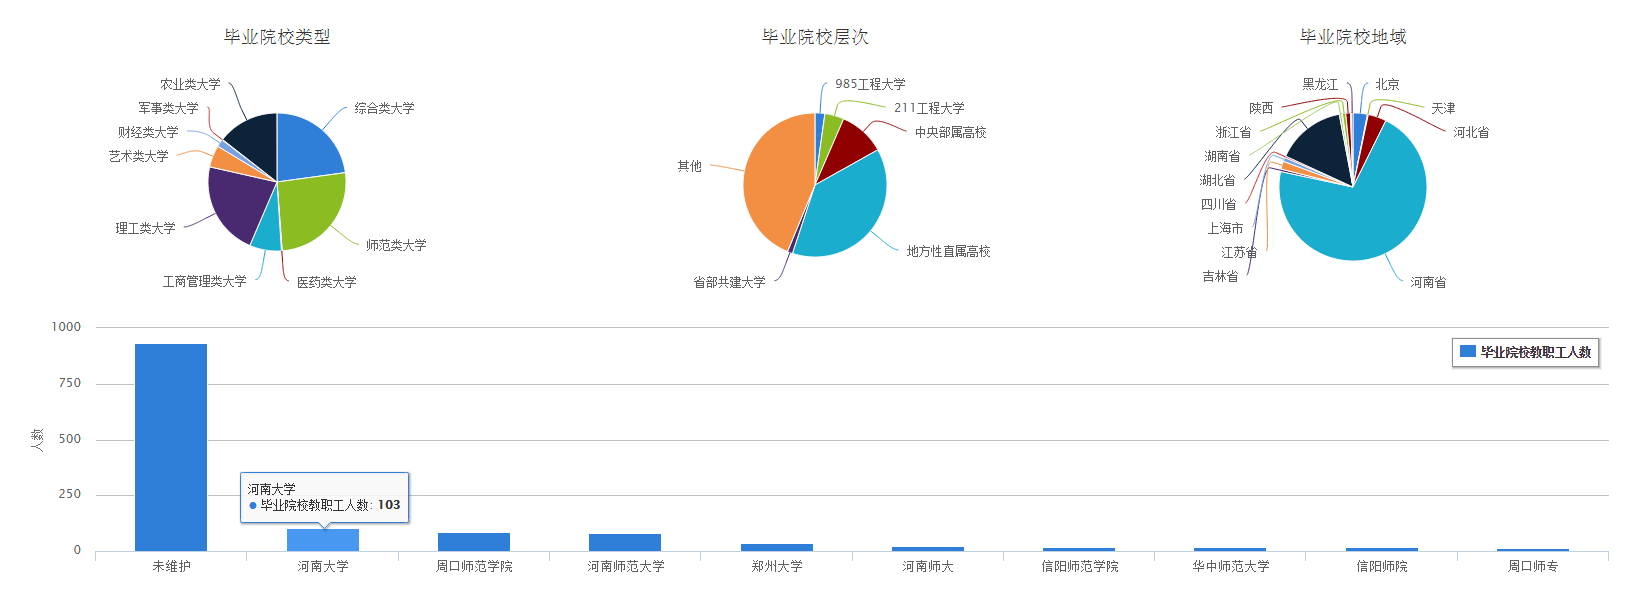 毕业院校类型
农业类大学
军事类大学
财经类大学
艺术类大学
理工类大学
工商管理类大学
医药类大学
师范类大学
综合类大学
毕业院校层次
985工程大学
211工程大学
中央部属高校
其他
地方性直属高校
省部共建大学
毕业院校地域
黑龙江
北京
陕西
天津
浙江省
河北省
湖南省
湖北省
四川省
上海市
江苏省
吉林省
河南省
1000
750
500
250
0
人数
毕业院校教职工人数
河南大学
毕业院校教职工人数: 103
未维护
河南大学
周口师范学院
河南师范大学
郑州大学
河南师大
信阳师范学院
华中师范大学
信阳师院
周口师专